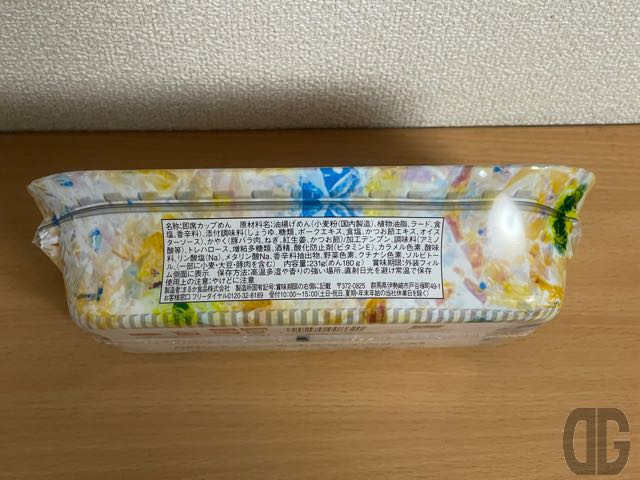 名称:即席カップめん　原材料名:油揚げめん(小麦粉(国内製造)、植物油脂、ラード、食
塩、香辛料)、添付調味料(しょうゆ、糖類、ポークエキス、食塩、かつお節エキス、オイス
ターソース)、かやく(豚バラ肉、ねぎ、紅生姜、かつお節)/加工デンプン、調味料(アミノ
酸等)、トレハロース、増粘多糖類、酒精、酸化防止剤(ビタミンE)、カラメル色素、酸味
料、リン酸塩(Na)、メタリン酸Na、香辛料抽出物、野菜色素、クチナシ色素、ソルビトー
ル、(一部に小麦・大豆・豚肉を含む)　内容量:231g(めん180g)　賞味期限:外装フィル
ム側面に表示　保存方法:高温多湿や香りの強い場所、直射日光を避け常温で保存
使用上の注意:やけどに注意
製造者:まるか食品株式会社　製造所固有記号:賞味期限の右側に記載　〒372-0825　群馬県伊勢崎市戸谷塚町49-1
お客様窓口 フリーダイヤル0120-32-8189　受付10:00～15:00(土日・祝日、夏期・年末年始の当社休業日を除く)
DG